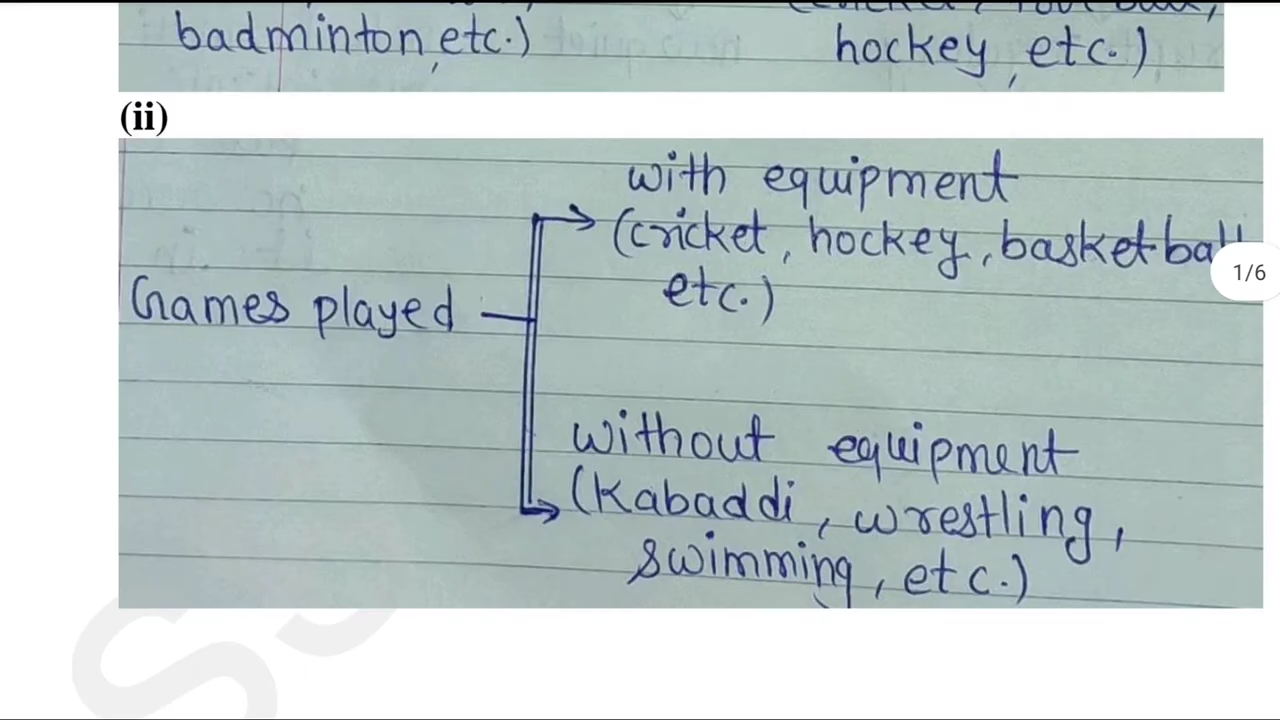 badminton, etc.)
hockey, etc.)
(ii)
with equipment
(cricket, hockey, basketball
etc.)
1/6
Games played
without equipment
(Kabaddi, wrestling,
swimming, etc.)